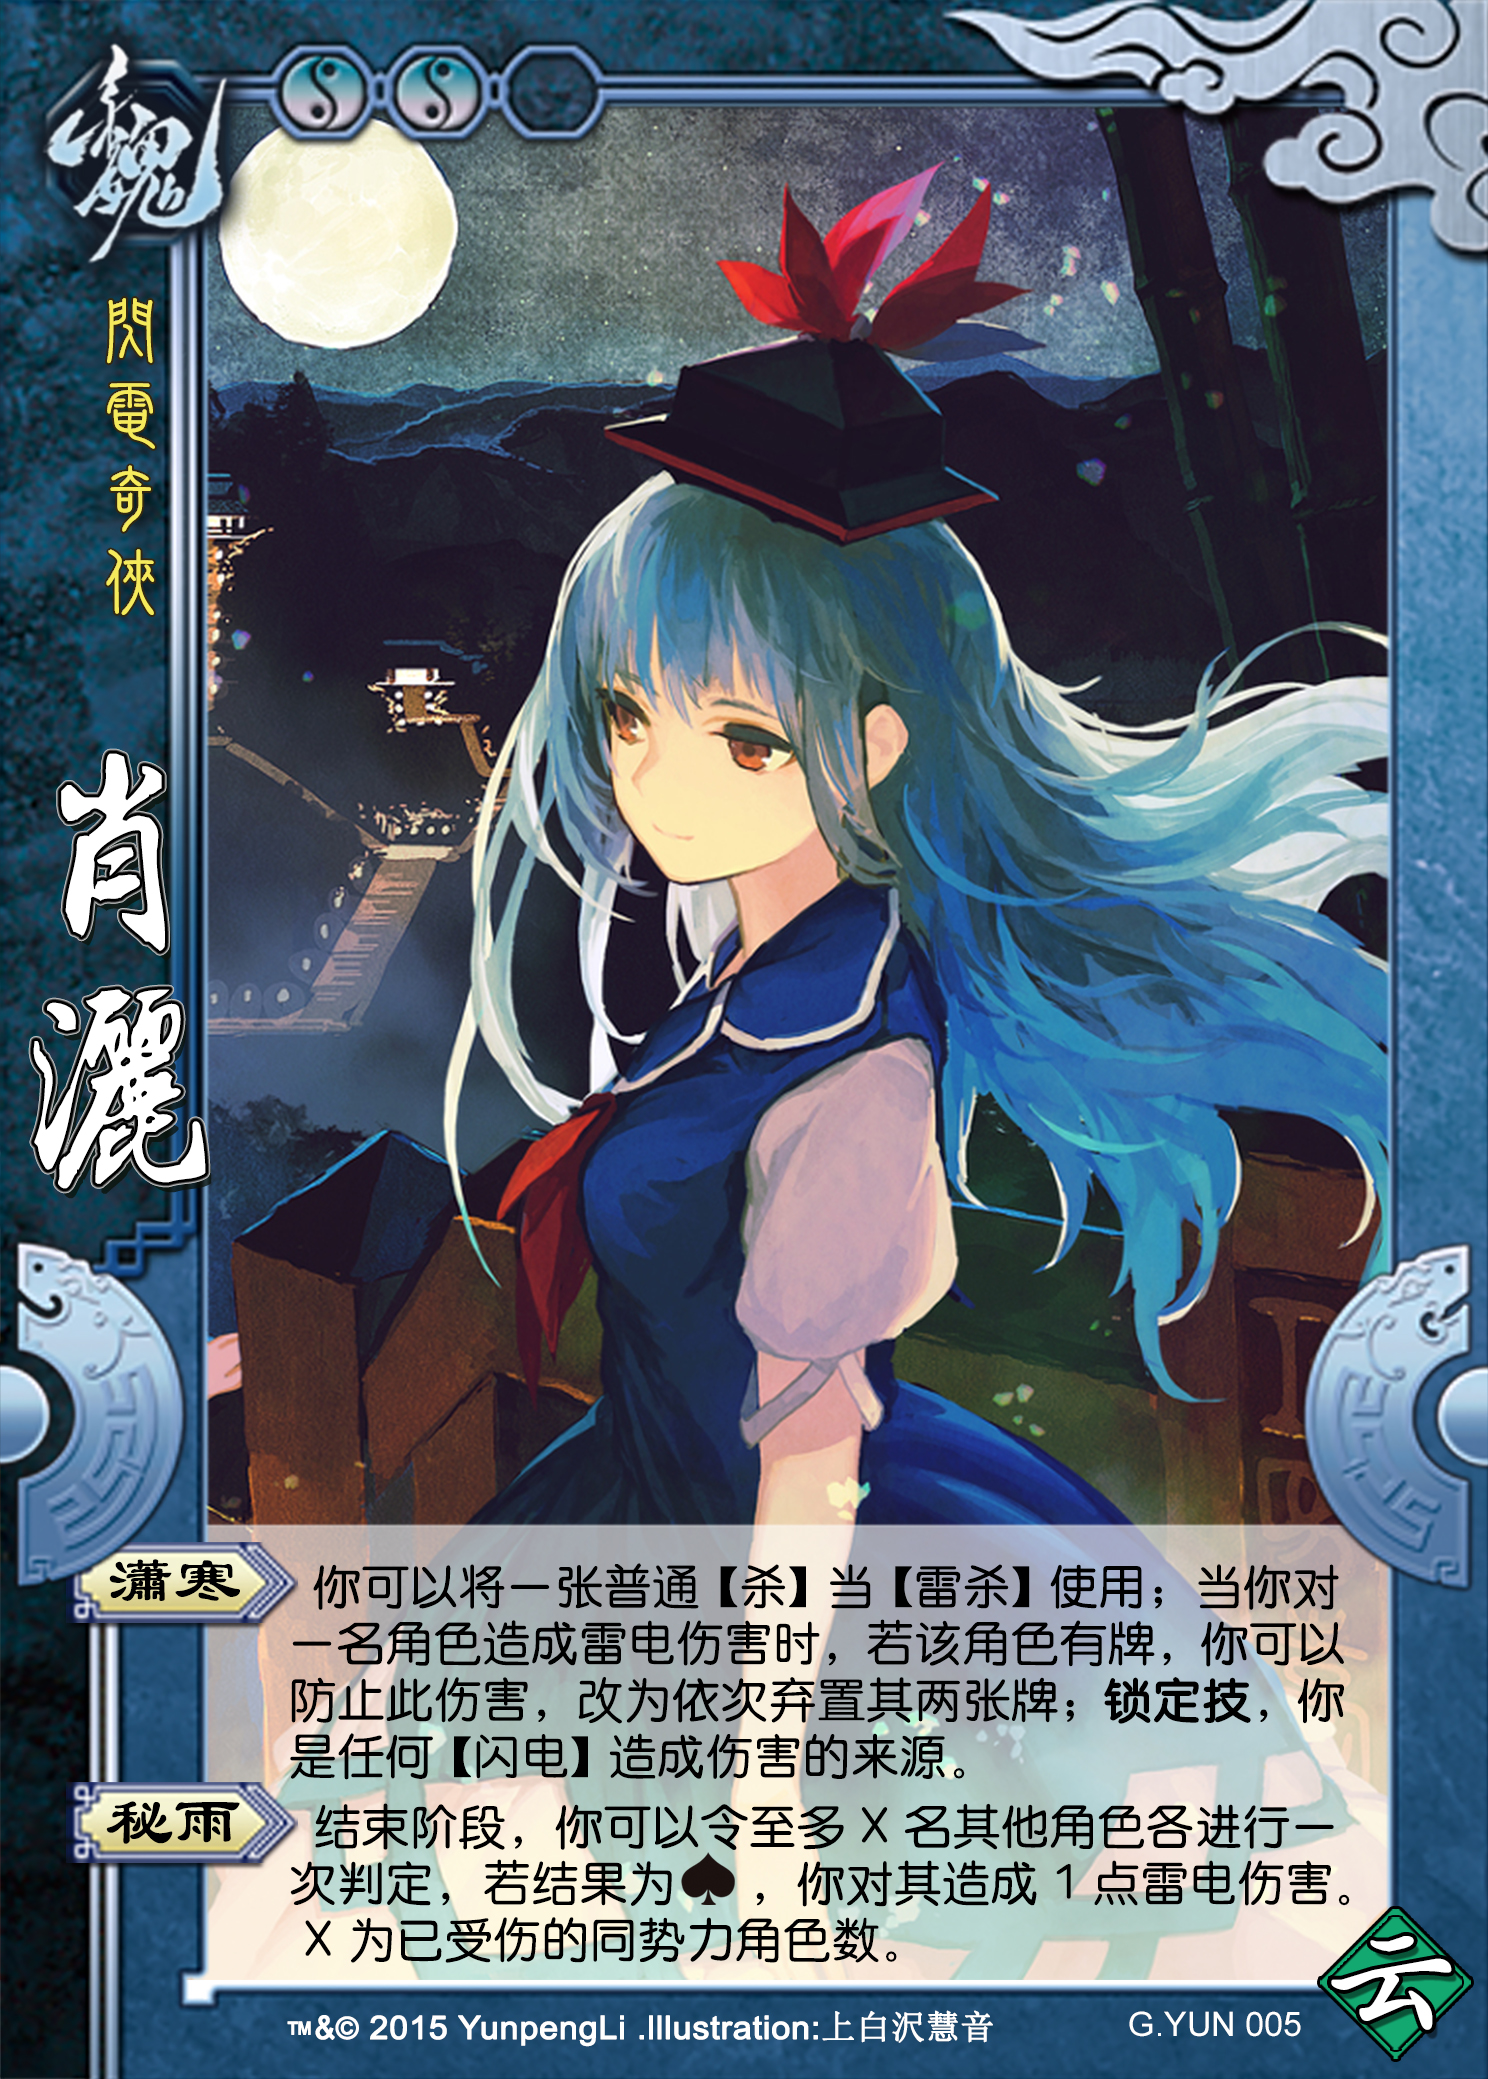 魏
閃電奇俠
肖灑
瀟寒
你可以将一张普通【杀】当【雷杀】使用；当你对
一名角色造成雷电伤害时，若该角色有牌，你可以
防止此伤害，改为依次弃置其两张牌；锁定技，你
是任何【闪电】造成伤害的来源。
秘雨
结束阶段，你可以令至多 X 名其他角色各进行一
次判定，若结果为♠，你对其造成 1 点雷电伤害。
X 为已受伤的同势力角色数。
™&© 2015 YunpengLi .Illustration:上白沢慧音
G.YUN 005
云